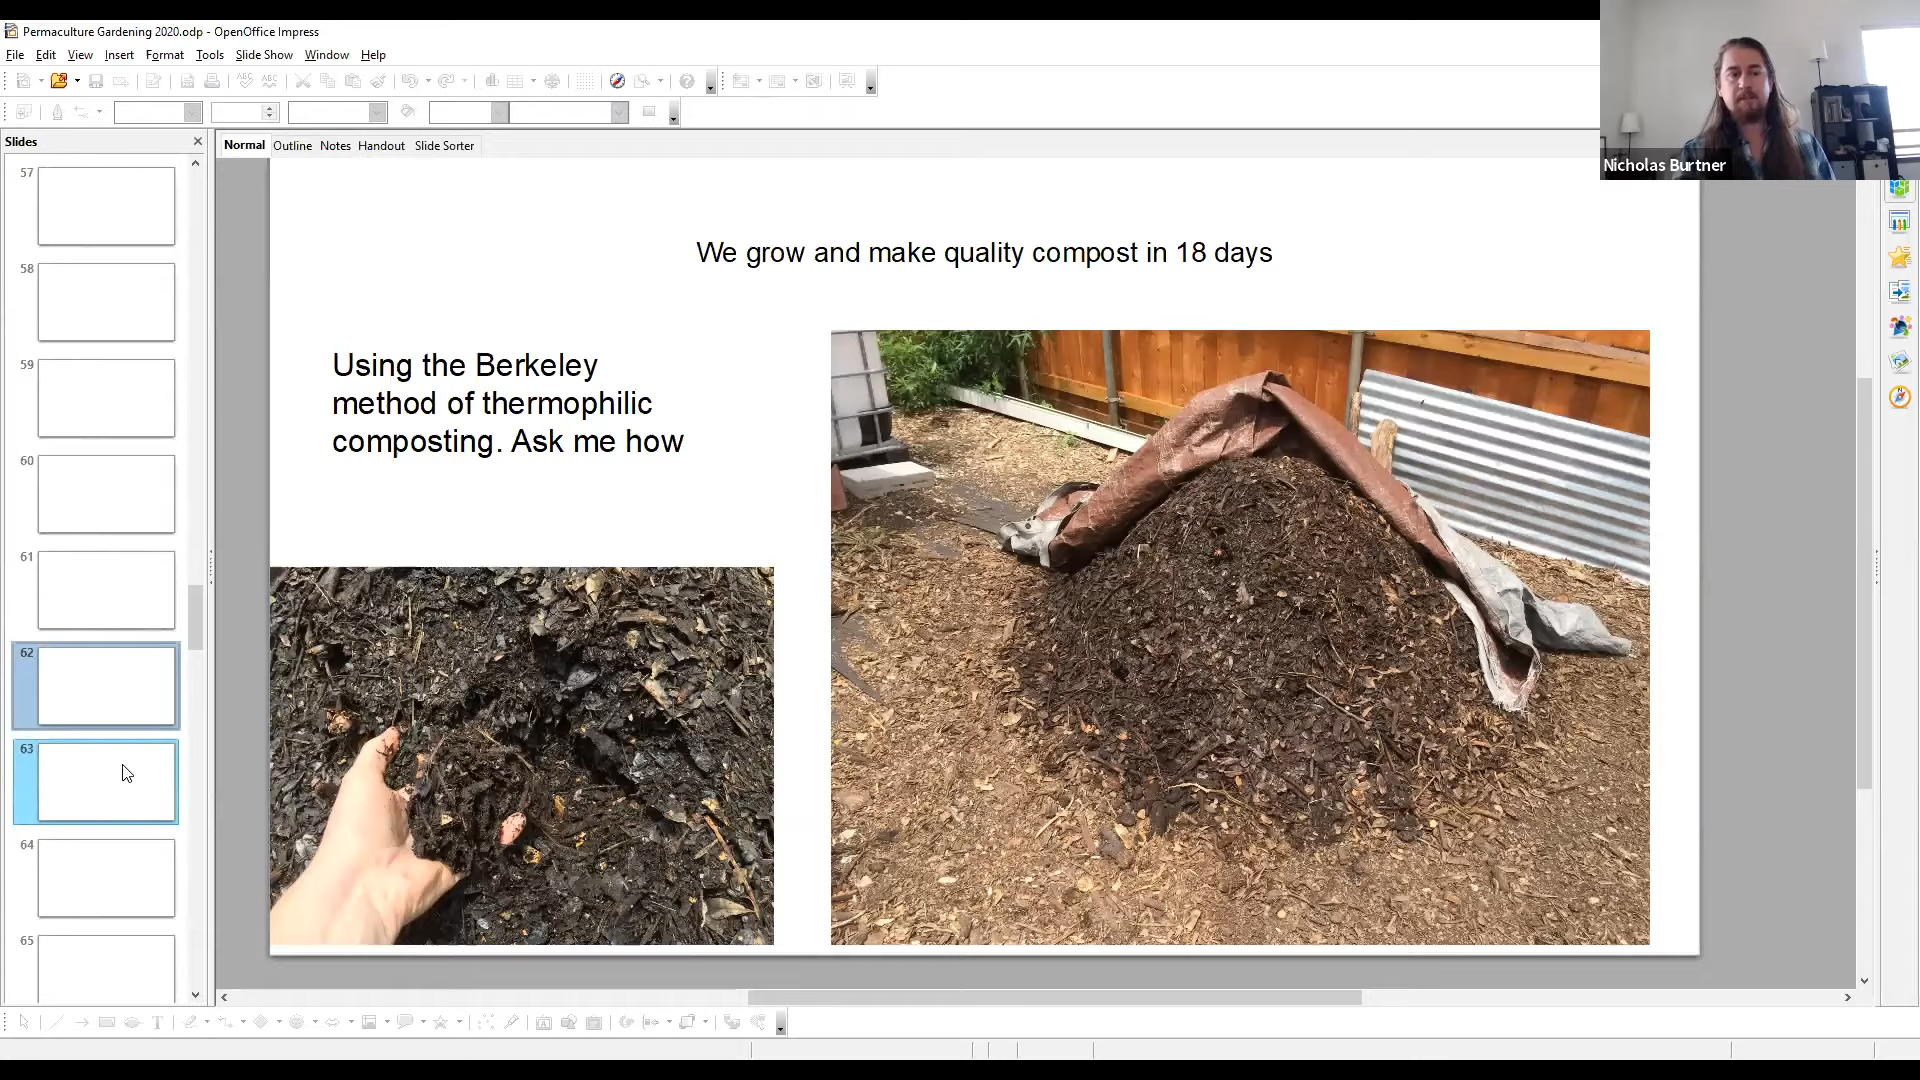 Permaculture Gardening 2020.odp - OpenOffice Impress
File Edit View Insert Format Tools Slide Show Window Help
Slides
Normal Outline Notes Handout Slide Sorter
Nicholas Burtner
57
58
59
60
61
62
63
64
65
We grow and make quality compost in 18 days
Using the Berkeley
method of thermophilic
composting. Ask me how